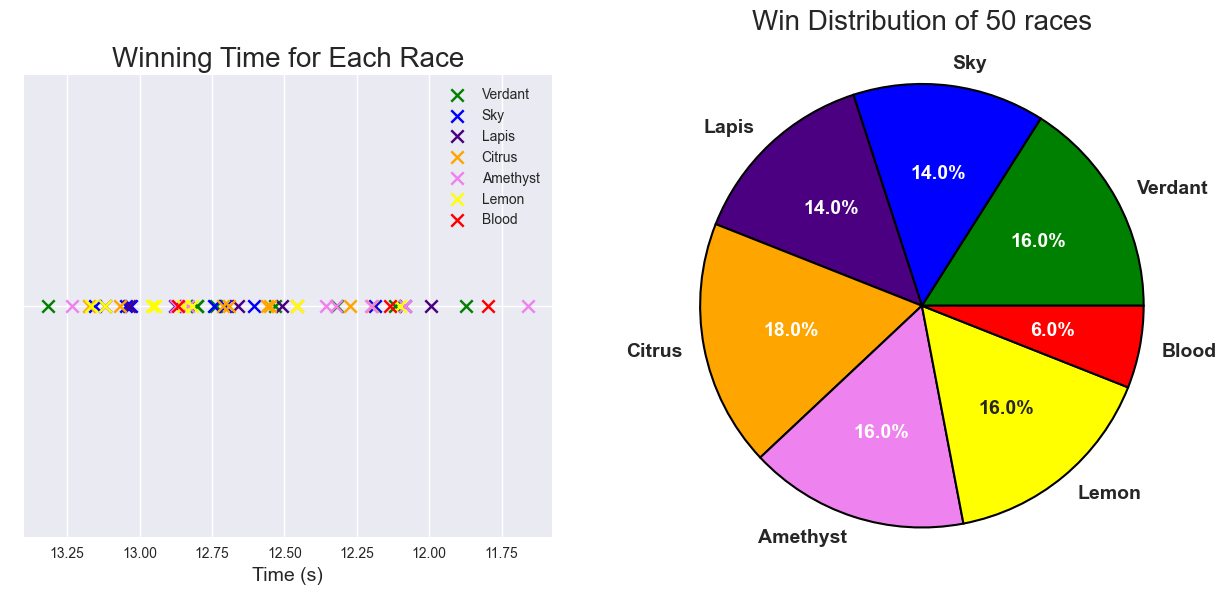 Winning Time for Each Race
Verdant
Sky
Lapis
Citrus
Amethyst
Lemon
Blood
13.25
13.00
12.75
12.50
12.25
12.00
11.75
Time (s)
Win Distribution of 50 races
Verdant
16.0%
Sky
14.0%
Lapis
14.0%
Citrus
18.0%
Amethyst
16.0%
Lemon
16.0%
Blood
6.0%